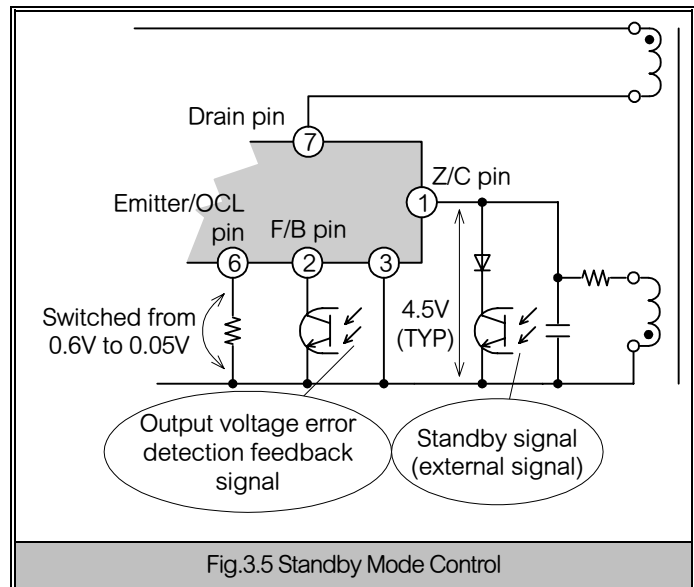 Drain pin
7
Z/C pin
1
Emitter/OCL
pin
F/B pin
6
2
3
Switched from
0.6V to 0.05V
4.5V
(TYP)
Output voltage error
detection feedback
signal
Standby signal
(external signal)
Fig.3.5 Standby Mode Control